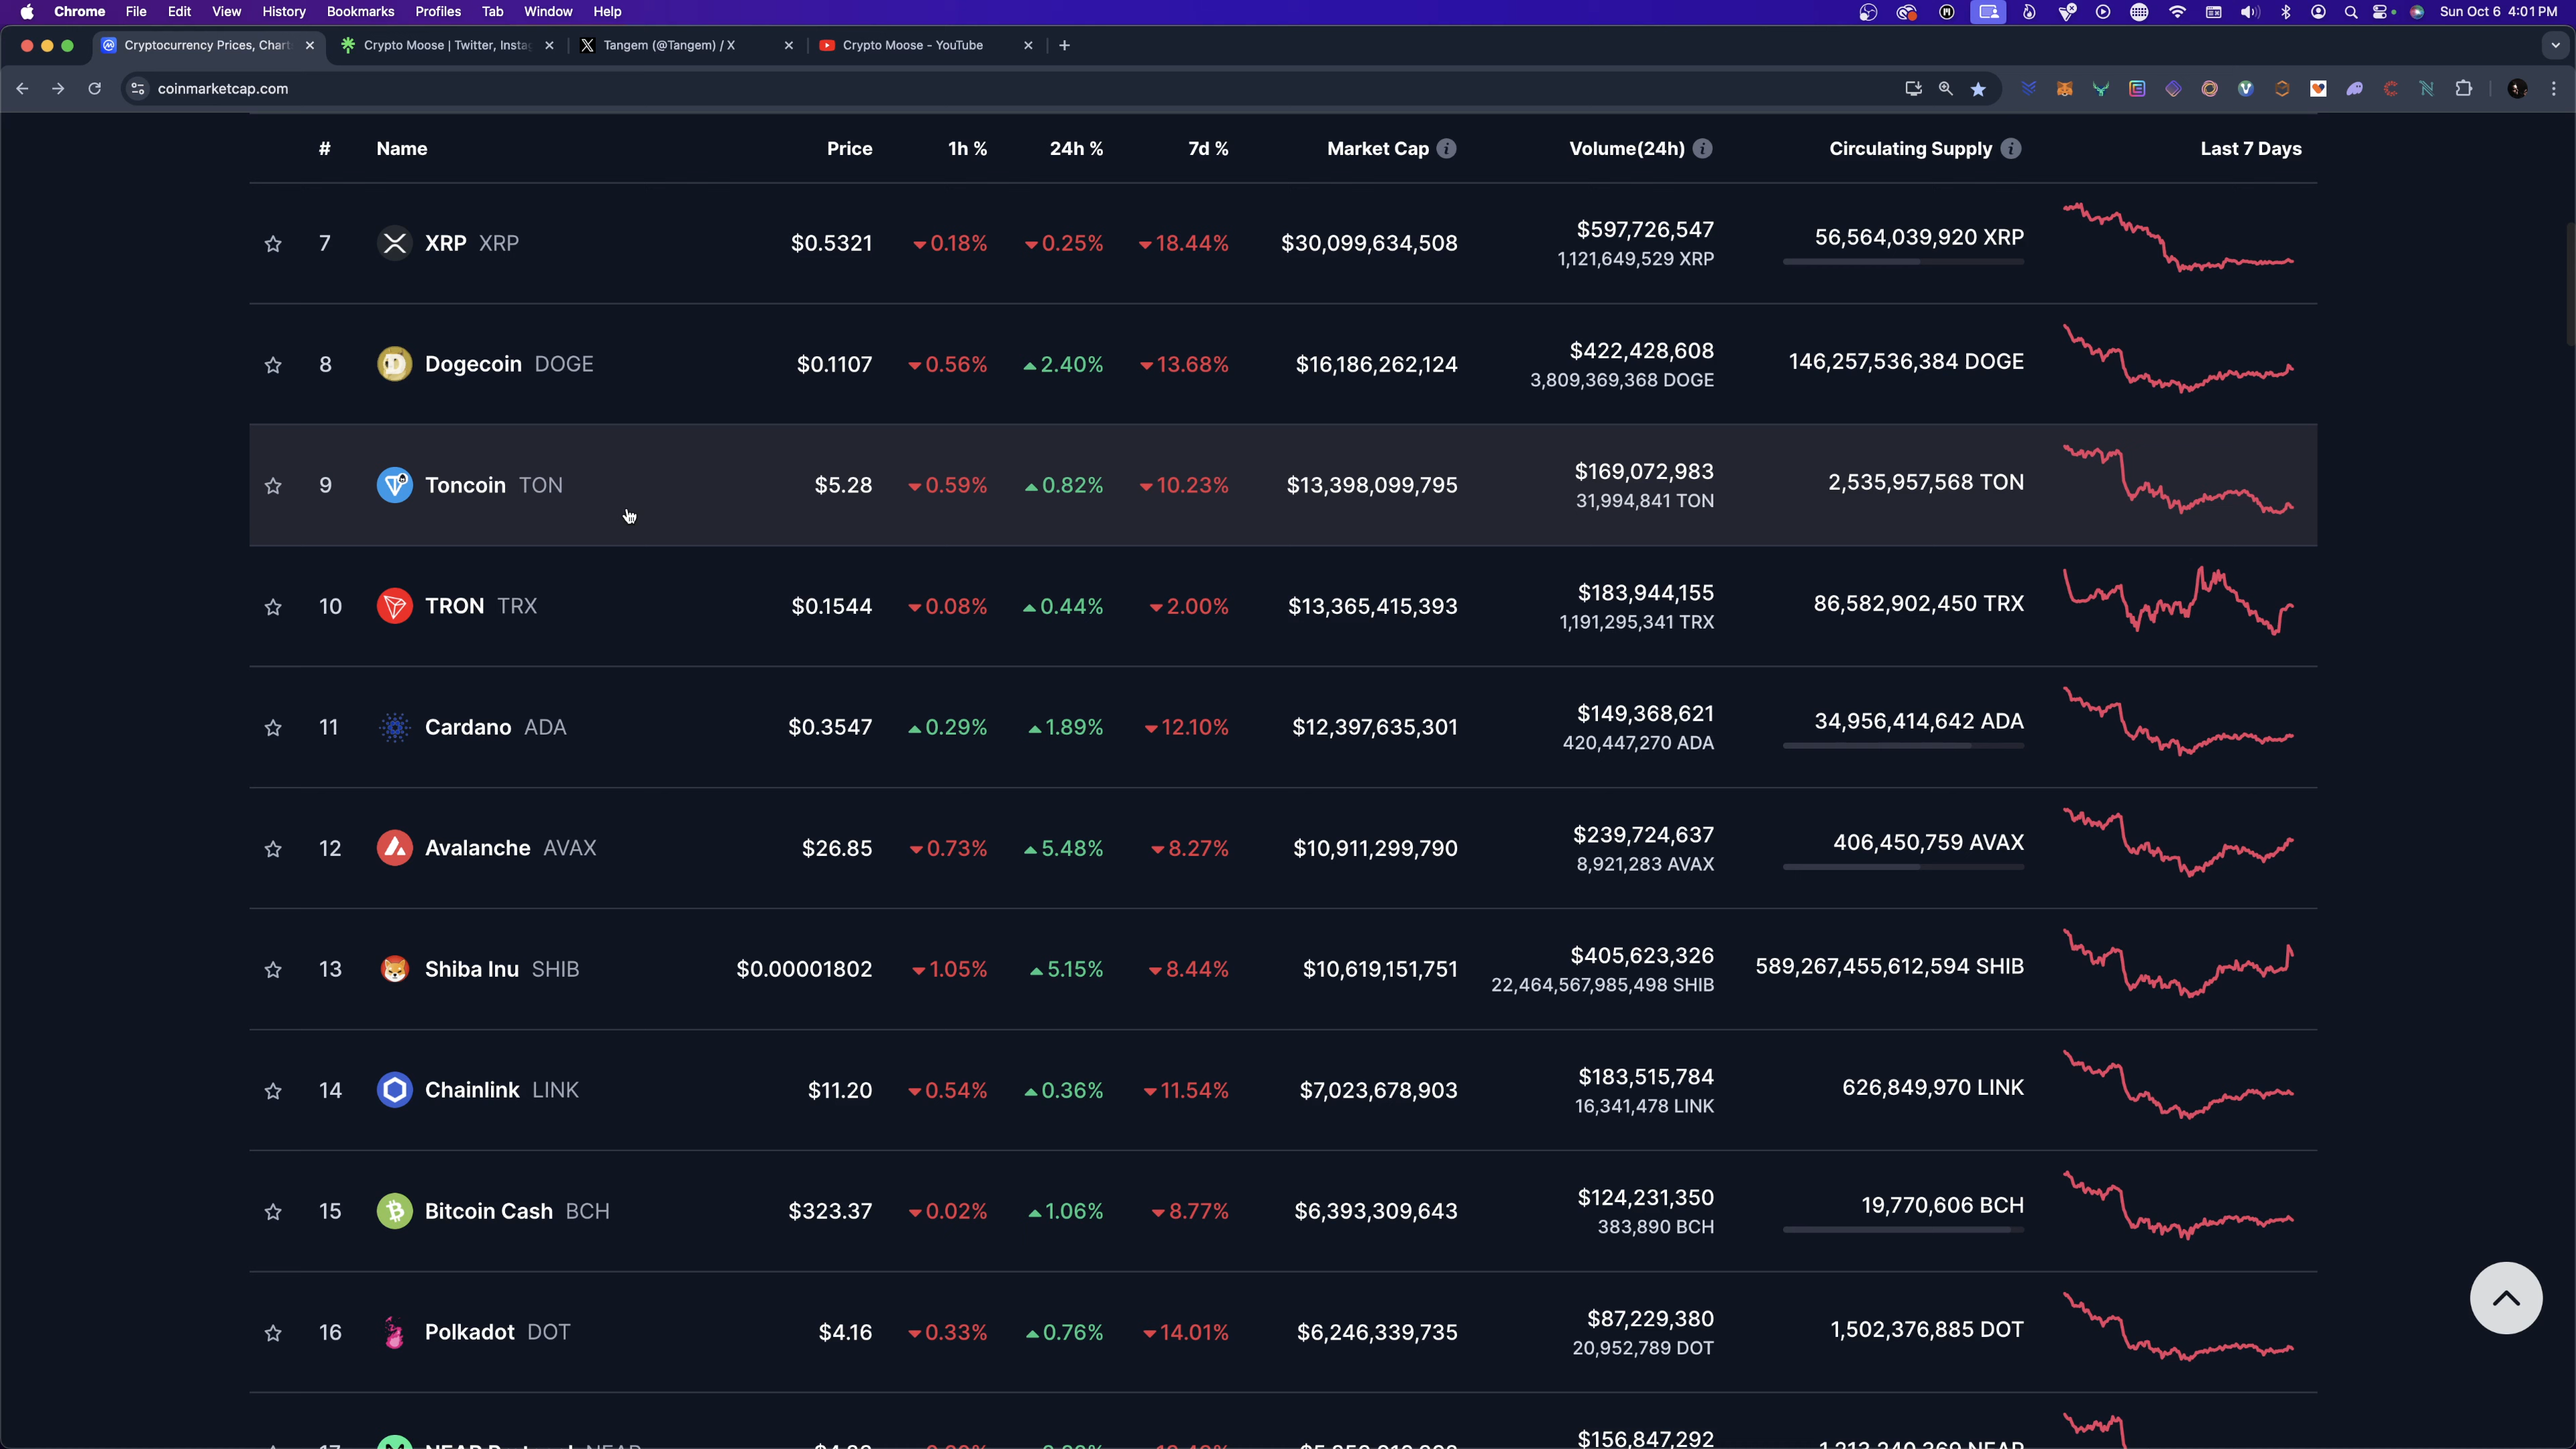 Chrome File Edit View History Bookmarks Profiles Tab Window Help Sun Oct 6 4:01 PM
Cryptocurrency Prices, Chart Crypto Moose | Twitter, Insta Tangem (@Tangem) / X Crypto Moose - YouTube
coinmarketcap.com
# Name Price 1h % 24h % 7d % Market Cap Volume(24h) Circulating Supply Last 7 Days
7 XRP XRP $0.5321 0.18% 0.25% 18.44% $30,099,634,508 $597,726,547 56,564,039,920 XRP
1,121,649,529 XRP
8 Dogecoin DOGE $0.1107 0.56% 2.40% 13.68% $16,186,262,124 $422,428,608 146,257,536,384 DOGE
3,809,369,368 DOGE
9 Toncoin TON $5.28 0.59% 0.82% 10.23% $13,398,099,795 $169,072,983 2,535,957,568 TON
31,994,841 TON
10 TRON TRX $0.1544 0.08% 0.44% 2.00% $13,365,415,393 $183,944,155 86,582,902,450 TRX
1,191,295,341 TRX
11 Cardano ADA $0.3547 0.29% 1.89% 12.10% $12,397,635,301 $149,368,621 34,956,414,642 ADA
420,447,270 ADA
12 Avalanche AVAX $26.85 0.73% 5.48% 8.27% $10,911,299,790 $239,724,637 406,450,759 AVAX
8,921,283 AVAX
13 Shiba Inu SHIB $0.00001802 1.05% 5.15% 8.44% $10,619,151,751 $405,623,326 589,267,455,612,594 SHIB
22,464,567,985,498 SHIB
14 Chainlink LINK $11.20 0.54% 0.36% 11.54% $7,023,678,903 $183,515,784 626,849,970 LINK
16,341,478 LINK
15 Bitcoin Cash BCH $323.37 0.02% 1.06% 8.77% $6,393,309,643 $124,231,350 19,770,606 BCH
383,890 BCH
16 Polkadot DOT $4.16 0.33% 0.76% 14.01% $6,246,339,735 $87,229,380 1,502,376,885 DOT
20,952,789 DOT
$156,847,292